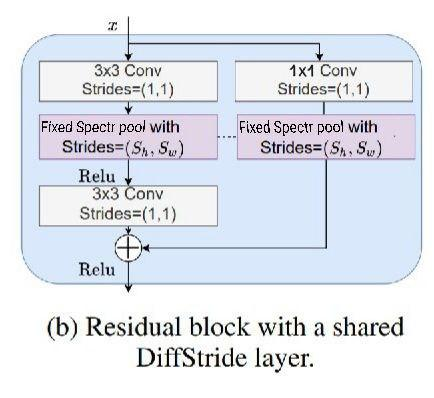 x
3x3 Conv
Strides=(1,1)
1x1 Conv
Strides=(1,1)
Fixed Spectr pool with
Strides=(S_h, S_w)
Fixed Spectr pool with
Strides=(S_h, S_w)
Relu
3x3 Conv
Strides=(1,1)
Relu
(b) Residual block with a shared
DiffStride layer.